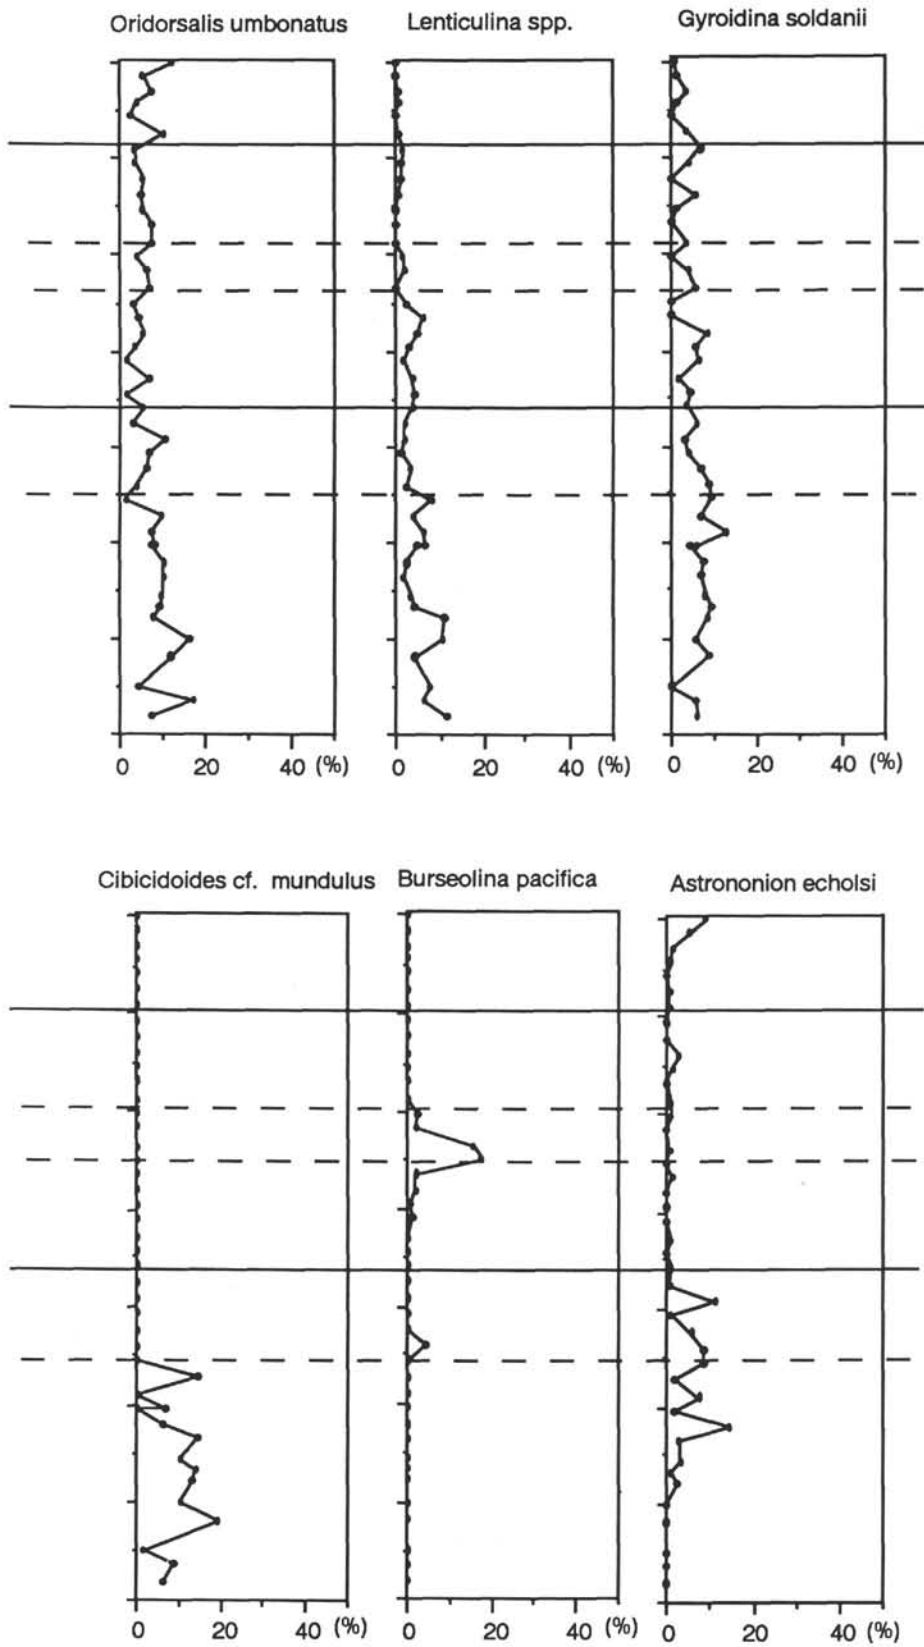 Oridorsalis umbonatus Lenticulina spp. Gyroidina soldanii
0 20 40 (%) 0 20 40 (%) 0 20 40 (%)
Cibicidoides cf. mundulus Burseolina pacifica Astrononion echolsi
0 20 40 (%) 0 20 40 (%) 0 20 40 (%)